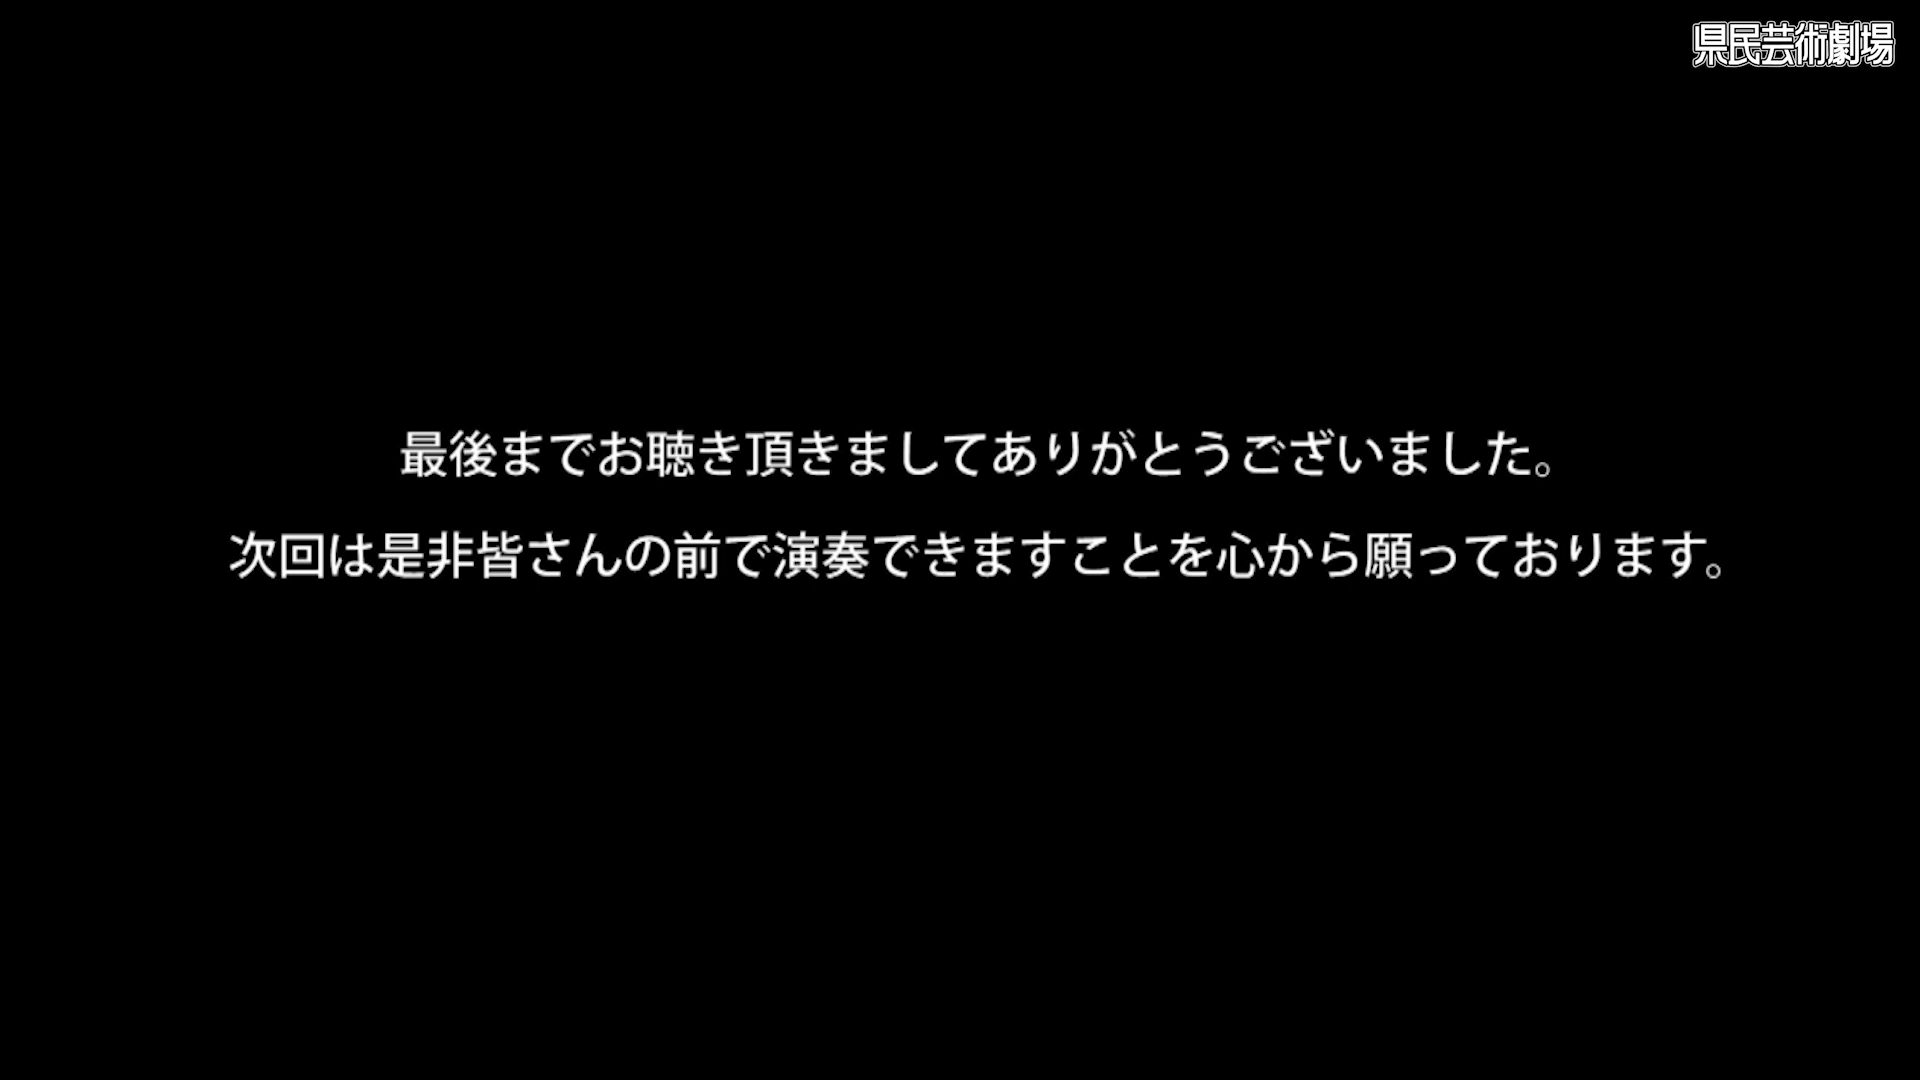 県民芸術劇場
最後までお聴き頂きましてありがとうございました。
次回は是非皆さんの前で演奏できますことを心から願っております。